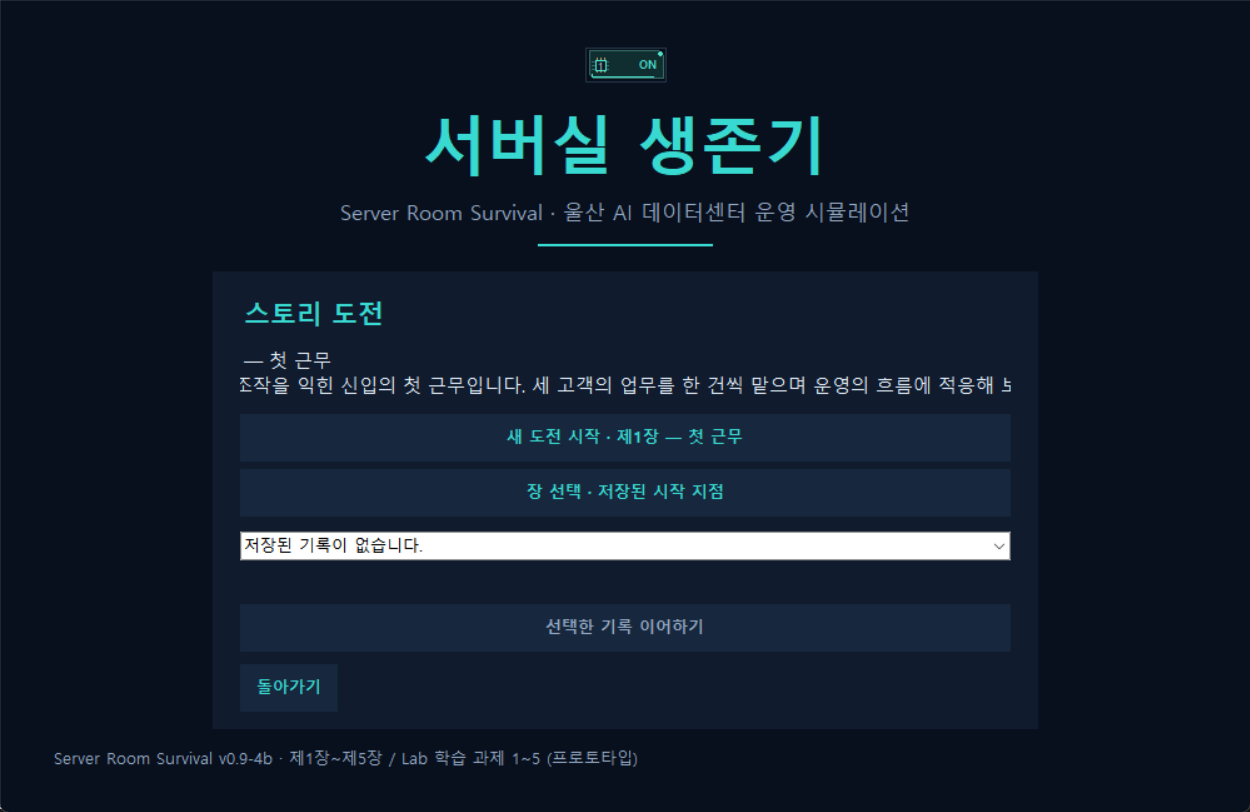 ON
서버실 생존기
Server Room Survival · 울산 AI 데이터센터 운영 시뮬레이션
스토리 도전
— 첫 근무
조작을 익힌 신입의 첫 근무입니다. 세 고객의 업무를 한 건씩 맡으며 운영의 흐름에 적응해
새 도전 시작 · 제1장 — 첫 근무
장 선택 · 저장된 시작 지점
저장된 기록이 없습니다.
선택한 기록 이어하기
돌아가기
Server Room Survival v0.9-4b · 제1장~제5장 / Lab 학습 과제 1~5 (프로토타입)